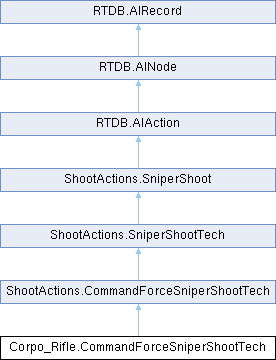 RTDB.AIRecord
RTDB.AINode
RTDB.AIAction
ShootActions.SniperShoot
ShootActions.SniperShootTech
ShootActions.CommandForceSniperShootTech
Corpo_Rifle.CommandForceSniperShootTech